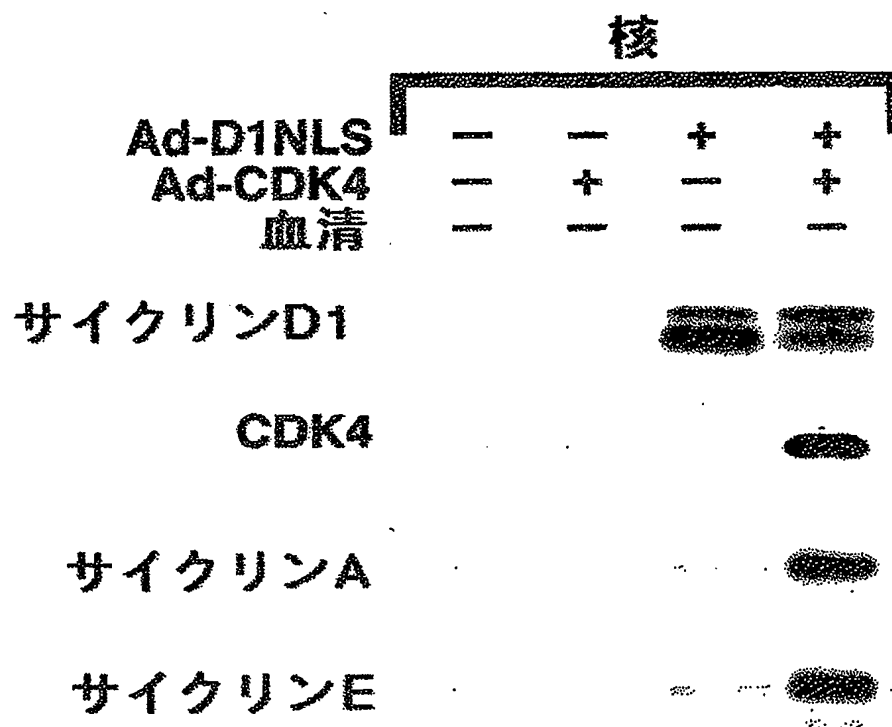 核
Ad-D1NLS － － ＋ ＋
Ad-CDK4 － ＋ － ＋
血清 － － － －
サイクリンD1
CDK4
サイクリンA
サイクリンE